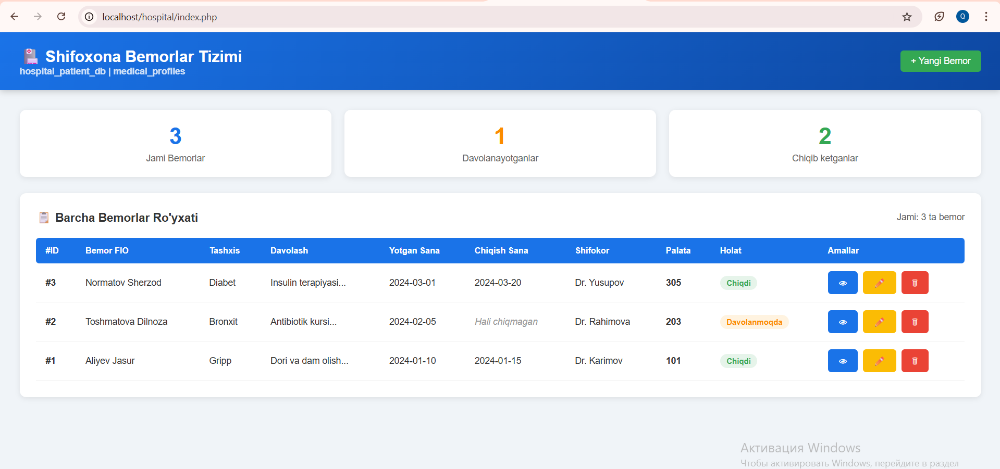 localhost/hospital/index.php
Q
Shifoxona Bemorlar Tizimi
hospital_patient_db | medical_profiles
+ Yangi Bemor
3
Jami Bemorlar
1
Davolanayotganlar
2
Chiqib ketganlar
Barcha Bemorlar Ro'yxati
Jami: 3 ta bemor
#ID Bemor FIO Tashxis Davolash Yotgan Sana Chiqish Sana Shifokor Palata Holat Amallar
#3 Normatov Sherzod Diabet Insulin terapiyasi... 2024-03-01 2024-03-20 Dr. Yusupov 305 Chiqdi
#2 Toshmatova Dilnoza Bronxit Antibiotik kursi... 2024-02-05 Hali chiqmagan Dr. Rahimova 203 Davolanmoqda
#1 Aliyev Jasur Gripp Dori va dam olish... 2024-01-10 2024-01-15 Dr. Karimov 101 Chiqdi
Активация Windows
Чтобы активировать Windows, перейдите в раздел